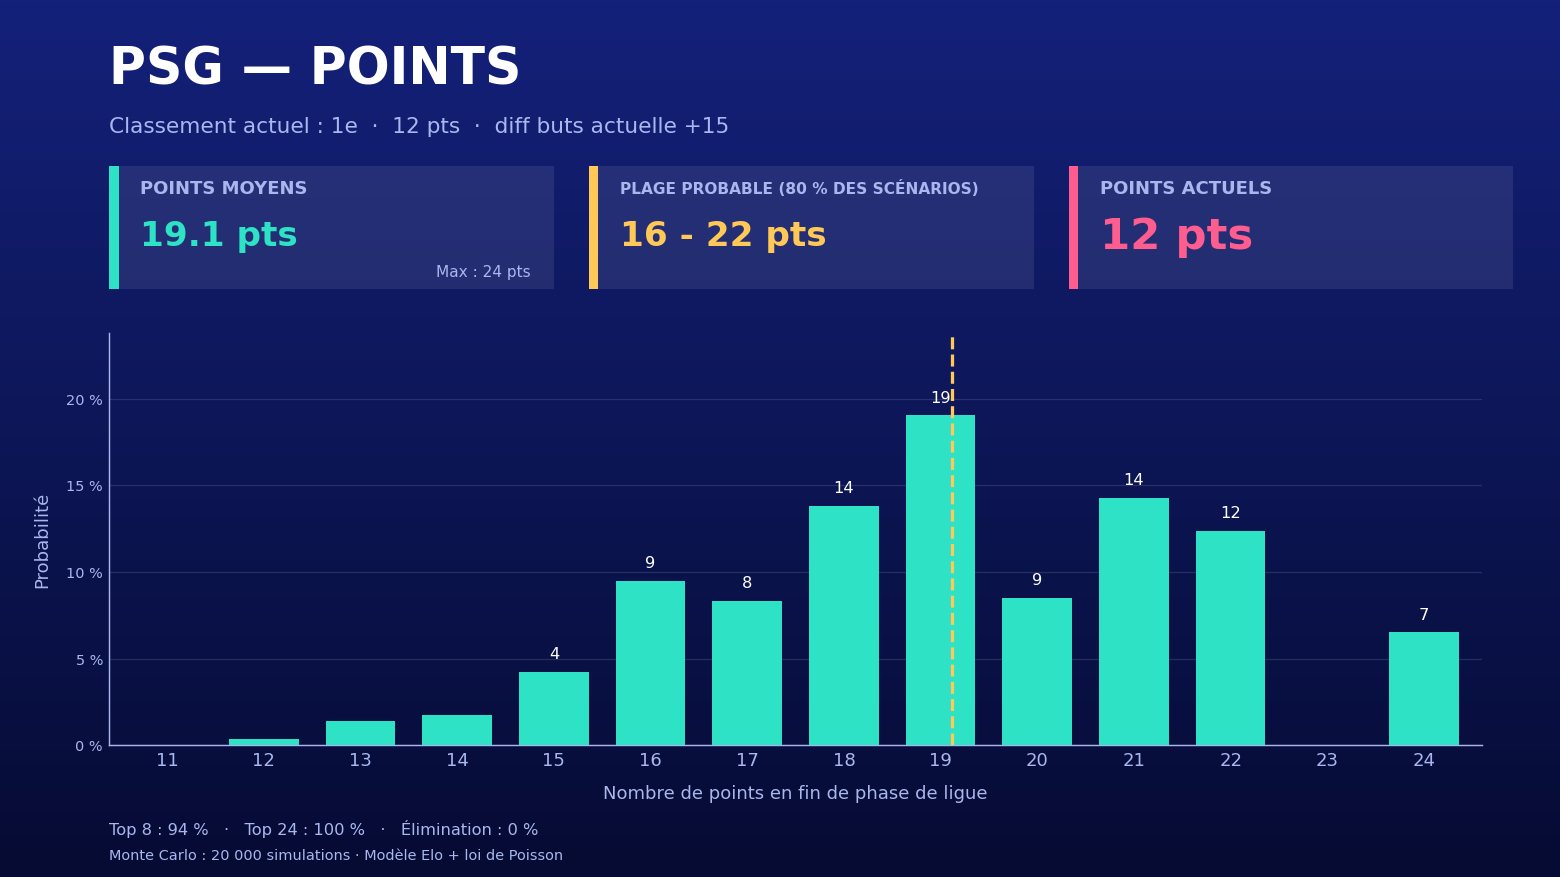 PSG — POINTS
Classement actuel : 1e · 12 pts · diff buts actuelle +15
POINTS MOYENS
19.1 pts
Max : 24 pts
PLAGE PROBABLE (80 % DES SCÉNARIOS)
16 - 22 pts
POINTS ACTUELS
12 pts
Probabilité
20 %
15 %
10 %
5 %
0 %
4
9
8
14
19
9
14
12
7
11 12 13 14 15 16 17 18 19 20 21 22 23 24
Nombre de points en fin de phase de ligue
Top 8 : 94 % · Top 24 : 100 % · Élimination : 0 %
Monte Carlo : 20 000 simulations · Modèle Elo + loi de Poisson